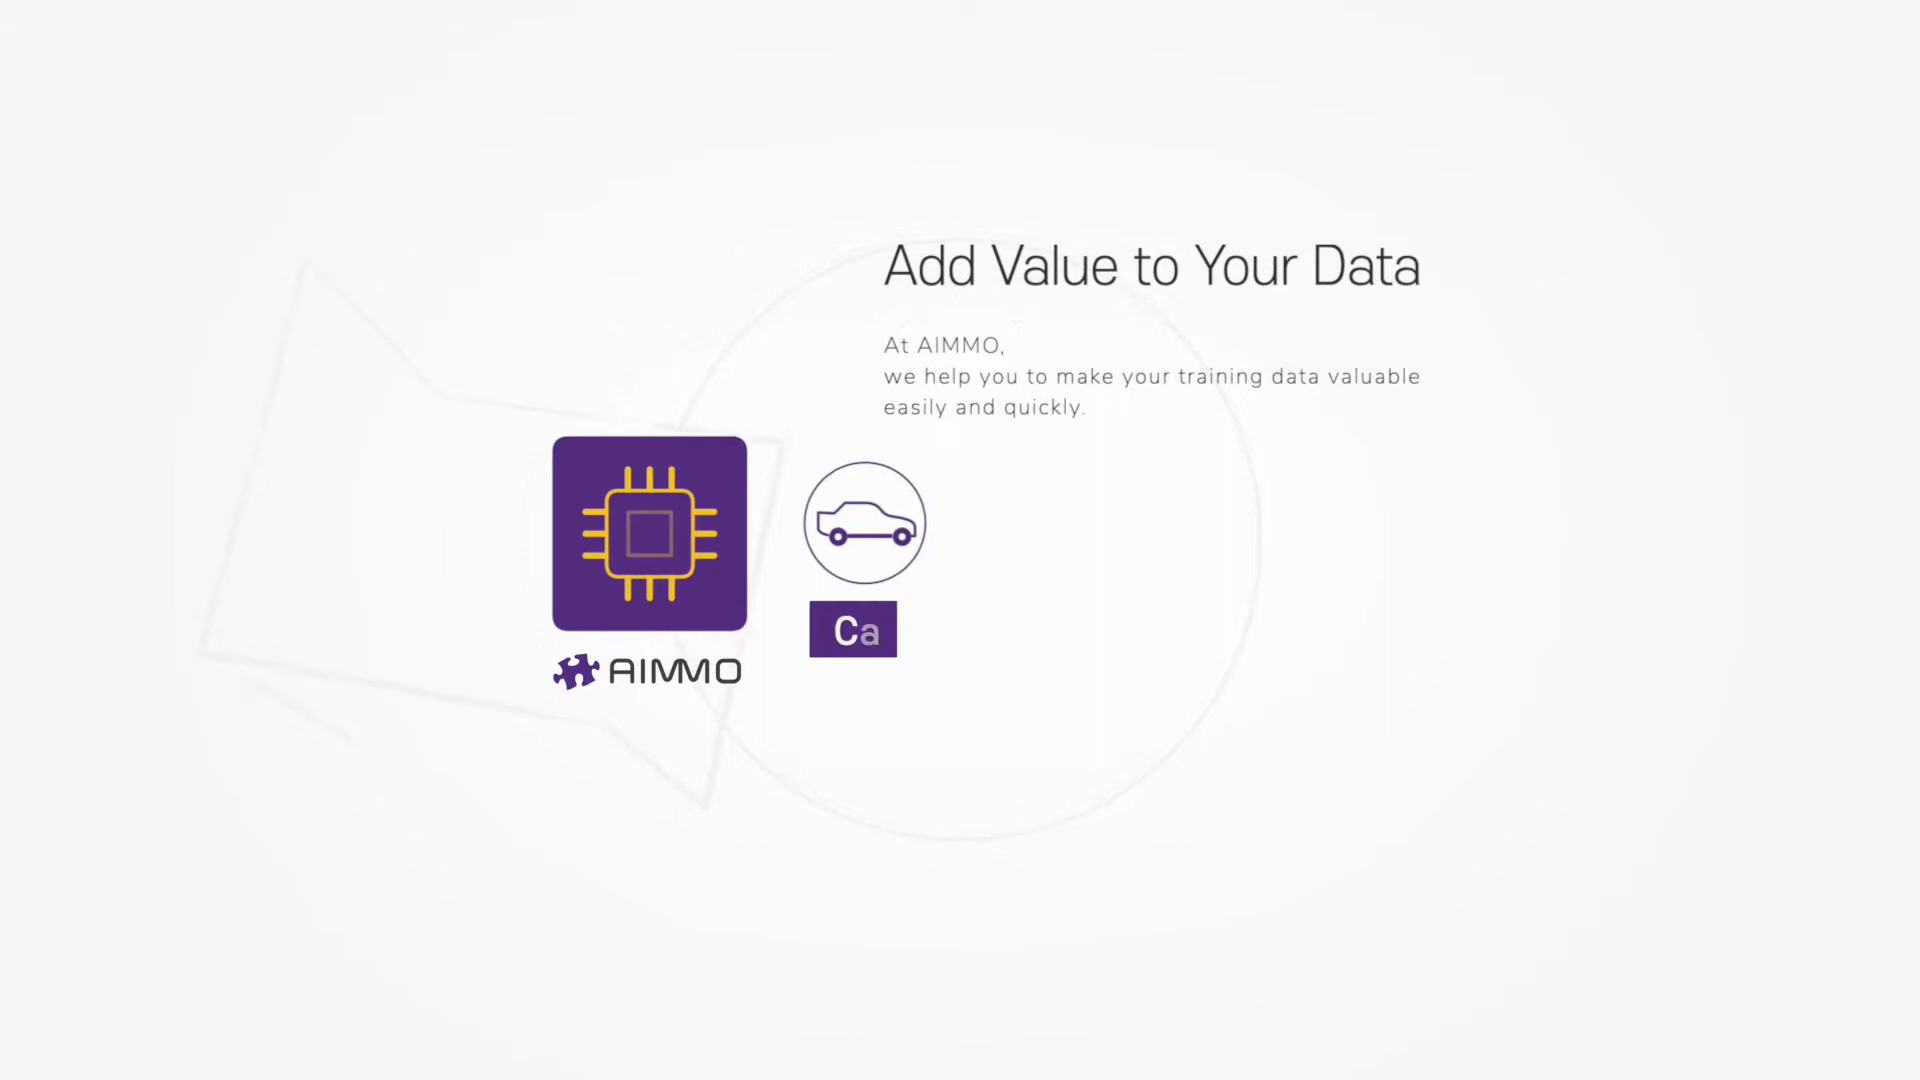 Add Value to Your Data
At AIMMO,
we help you to make your training data valuable
easily and quickly.
Ca
AIMMO